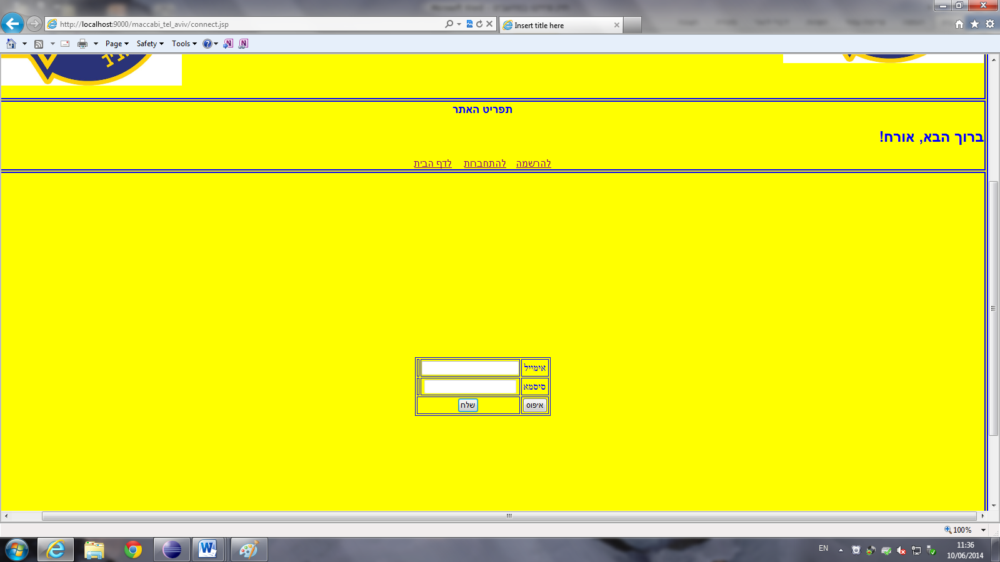 http://localhost:9000/maccabi_tel_aviv/connect.jsp
Insert title here
Page Safety Tools
תפריט האתר
ברוך הבא, אורח!
להרשמה להתחברות לדף הבית
אימייל
סיסמא
איפוס שלח
100%
EN
11:36
10/06/2014